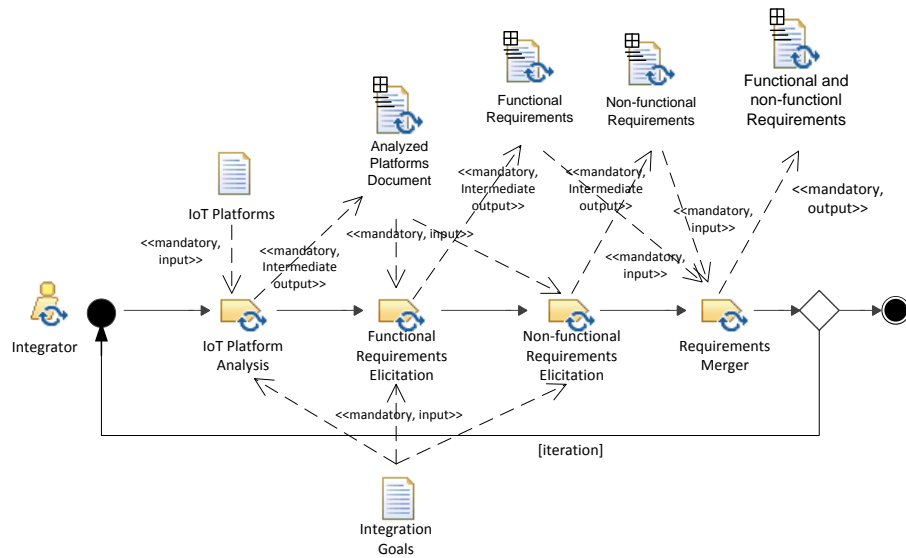 Functional and
non-functionl
Requirements
Functional
Requirements
Non-functional
Requirements
Analyzed
Platforms
Document
IoT Platforms
<<mandatory,
input>>
<<mandatory,
Intermediate
output>>
<<mandatory, input>>
<<mandatory,
Intermediate
output>>
<<mandatory,
Intermediate
output>>
<<mandatory,
input>>
<<mandatory,
input>>
<<mandatory,
output>>
Integrator
IoT Platform
Analysis
Functional
Requirements
Elicitation
Non-functional
Requirements
Elicitation
Requirements
Merger
<<mandatory, input>>
[iteration]
Integration
Goals